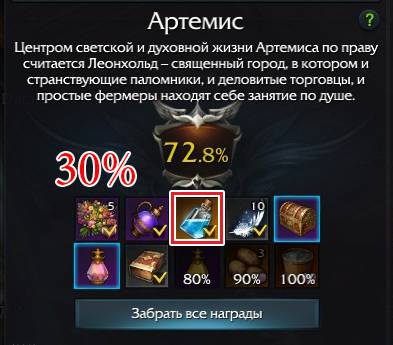 Артемис
?
Центром светской и духовной жизни Артемиса по праву
считается Леонхольд – священный город, в котором и
странствующие паломники, и деловитые торговцы, и
простые фермеры находят себе занятие по душе.
72.8%
30%
5
10
3
80%
90%
100%
Забрать все награды